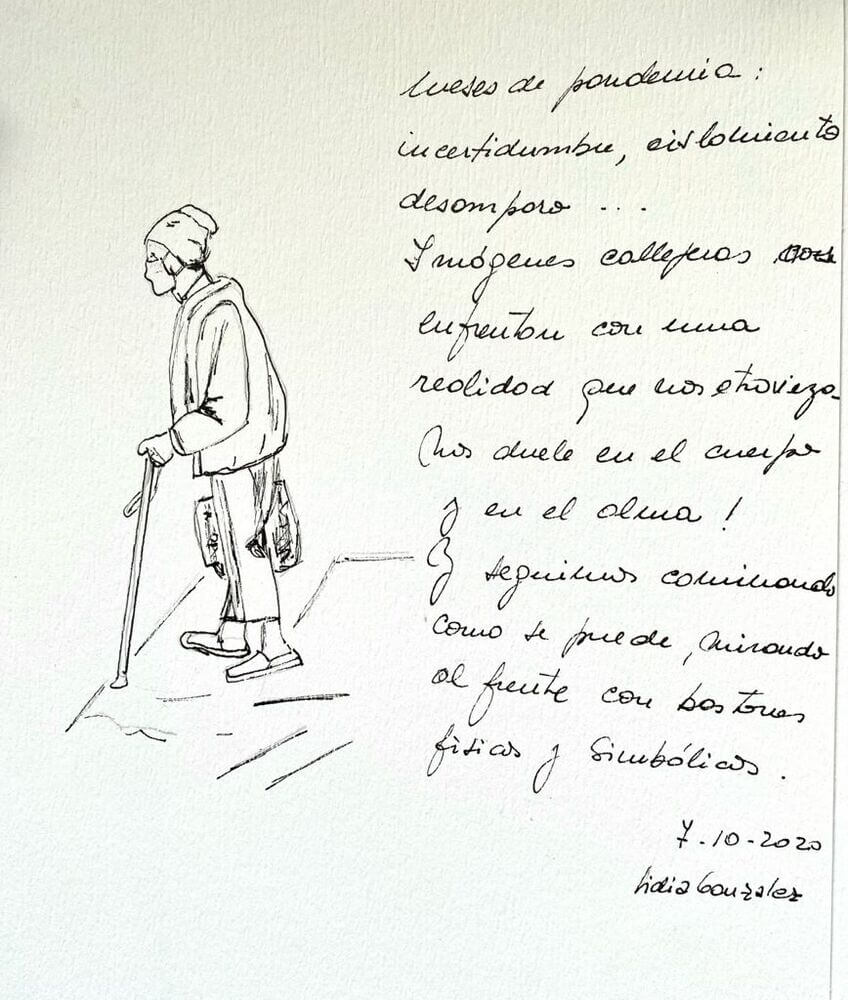 Meses de pandemia :
incertidumbre, aislamiento
desamparo ...
Imágenes callejeras nos
enfrentan con una
realidad que nos atravieza.
Nos duele en el cuerpo
y en el alma !
Y seguimos caminando
como se puede, mirando
al frente con bastones
físicos y simbólicos .
7.10-2020
Lidia Gonzalez